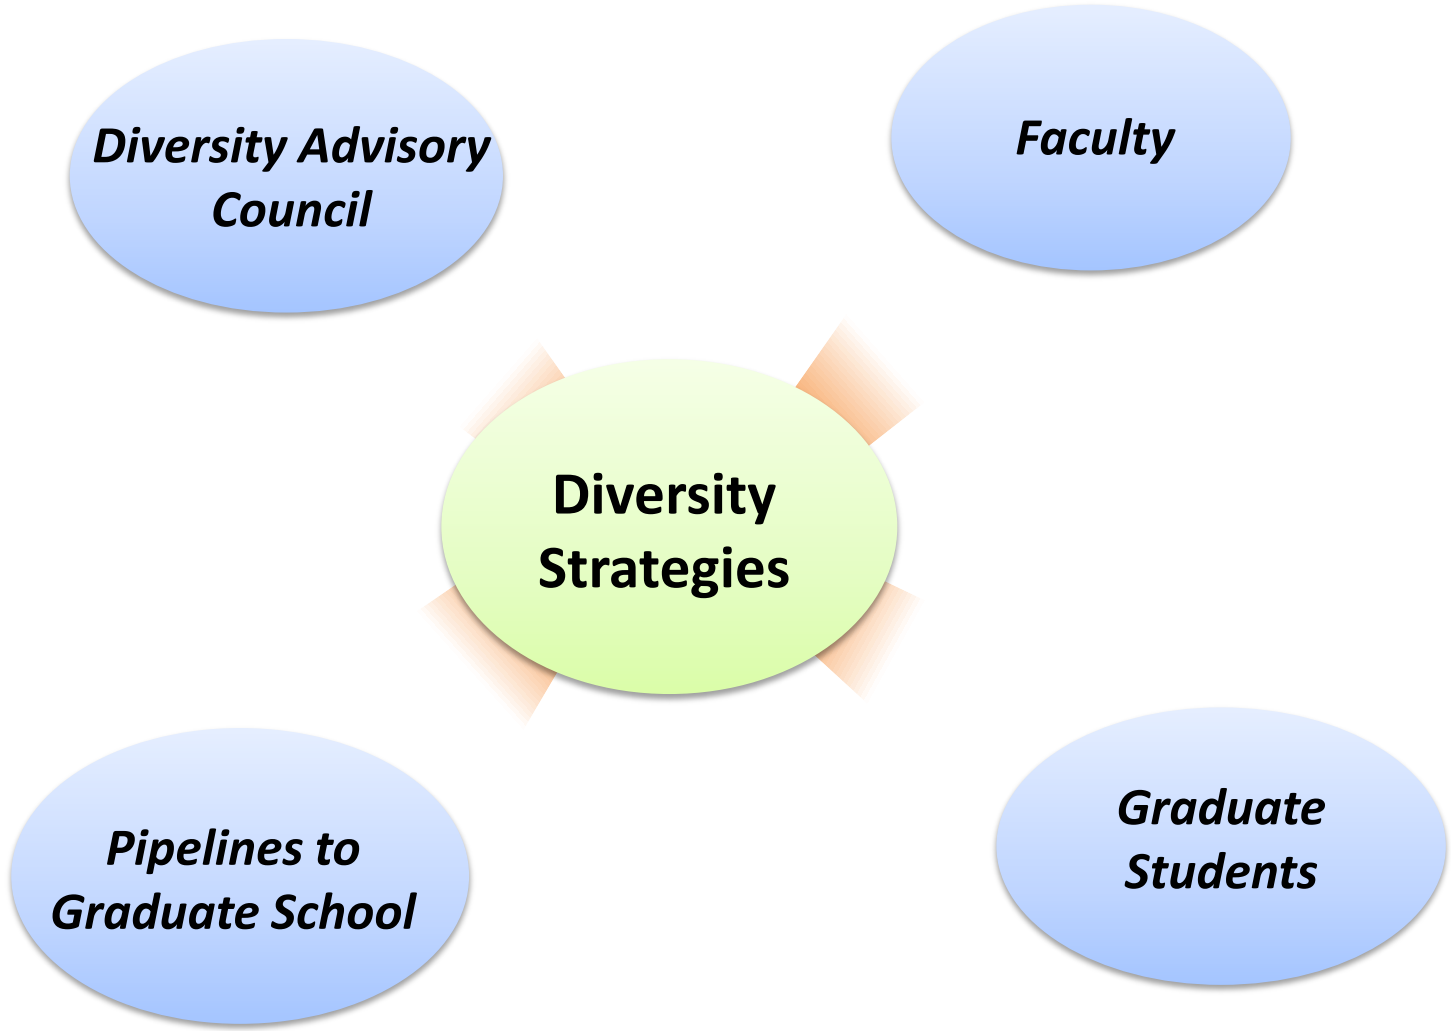 Diversity Advisory
Council
Faculty
Diversity
Strategies
Pipelines to
Graduate School
Graduate
Students